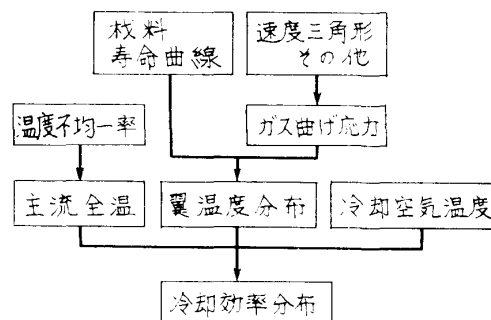 材料
寿命曲線
速度三角形
その他
温度不均一率
ガス曲げ応力
主流全温
翼温度分布
冷却空気温度
冷却効率分布